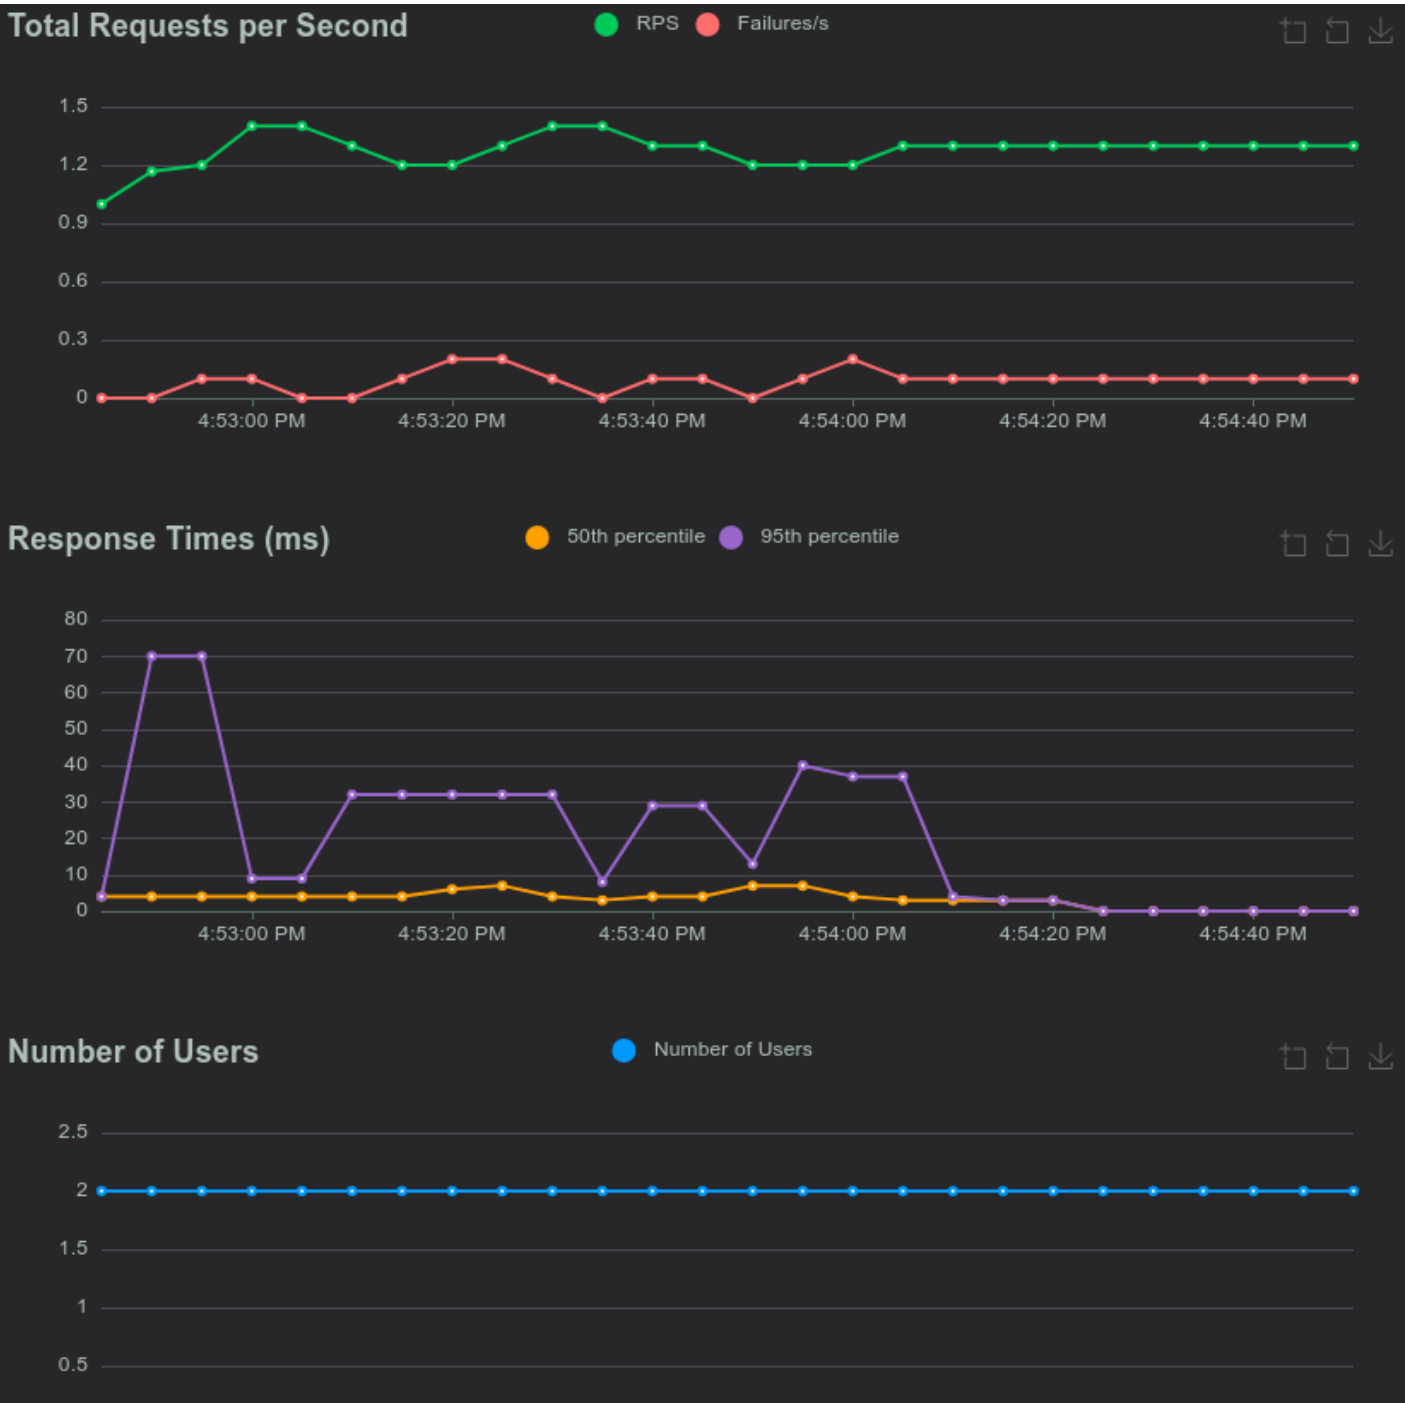 Total Requests per Second
RPS
Failures/s
1.5
1.2
0.9
0.6
0.3
0
4:53:00 PM
4:53:20 PM
4:53:40 PM
4:54:00 PM
4:54:20 PM
4:54:40 PM
Response Times (ms)
50th percentile
95th percentile
80
70
60
50
40
30
20
10
0
4:53:00 PM
4:53:20 PM
4:53:40 PM
4:54:00 PM
4:54:20 PM
4:54:40 PM
Number of Users
Number of Users
2.5
2
1.5
1
0.5